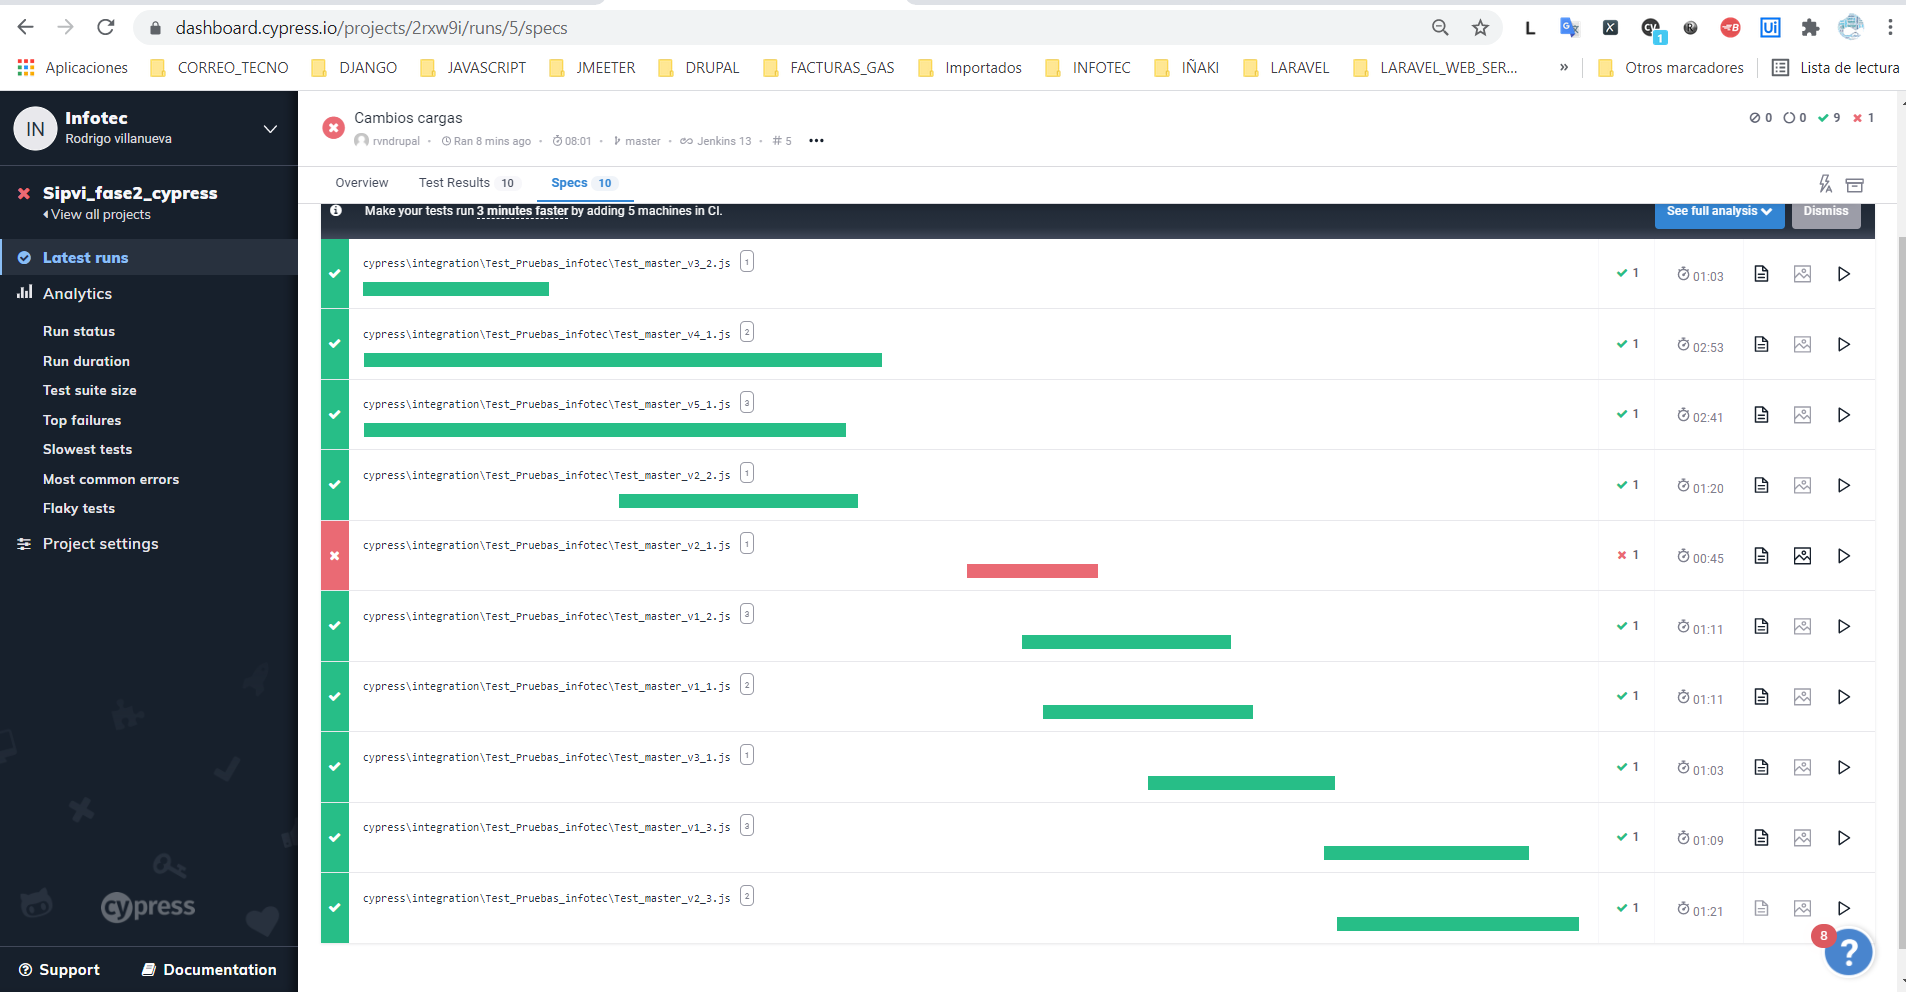 dashboard.cypress.io/projects/2rxw9i/runs/5/specs
L
X
CY
1
R
Ui
Aplicaciones CORREO_TECNO DJANGO JAVASCRIPT JMEETER DRUPAL FACTURAS_GAS Importados INFOTEC IÑAKI LARAVEL LARAVEL_WEB_SER... » Otros marcadores Lista de lectura
IN
Infotec
Rodrigo villanueva
Sipvi_fase2_cypress
View all projects
Latest runs
Analytics
Run status
Run duration
Test suite size
Top failures
Slowest tests
Most common errors
Flaky tests
Project settings
cypress
Support Documentation
Cambios cargas
rvndrupal · Ran 8 mins ago · 08:01 · master · Jenkins 13 · # 5 •••
0 0 9 1
Overview Test Results 10 Specs 10
Make your tests run 3 minutes faster by adding 5 machines in CI. See full analysis Dismiss
cypress\integration\Test_Pruebas_infotec\Test_master_v3_2.js 1 1 01:03
cypress\integration\Test_Pruebas_infotec\Test_master_v4_1.js 2 1 02:53
cypress\integration\Test_Pruebas_infotec\Test_master_v5_1.js 3 1 02:41
cypress\integration\Test_Pruebas_infotec\Test_master_v2_2.js 1 1 01:20
cypress\integration\Test_Pruebas_infotec\Test_master_v2_1.js 1 1 00:45
cypress\integration\Test_Pruebas_infotec\Test_master_v1_2.js 3 1 01:11
cypress\integration\Test_Pruebas_infotec\Test_master_v1_1.js 2 1 01:11
cypress\integration\Test_Pruebas_infotec\Test_master_v3_1.js 1 1 01:03
cypress\integration\Test_Pruebas_infotec\Test_master_v1_3.js 3 1 01:09
cypress\integration\Test_Pruebas_infotec\Test_master_v2_3.js 2 1 01:21
8
?